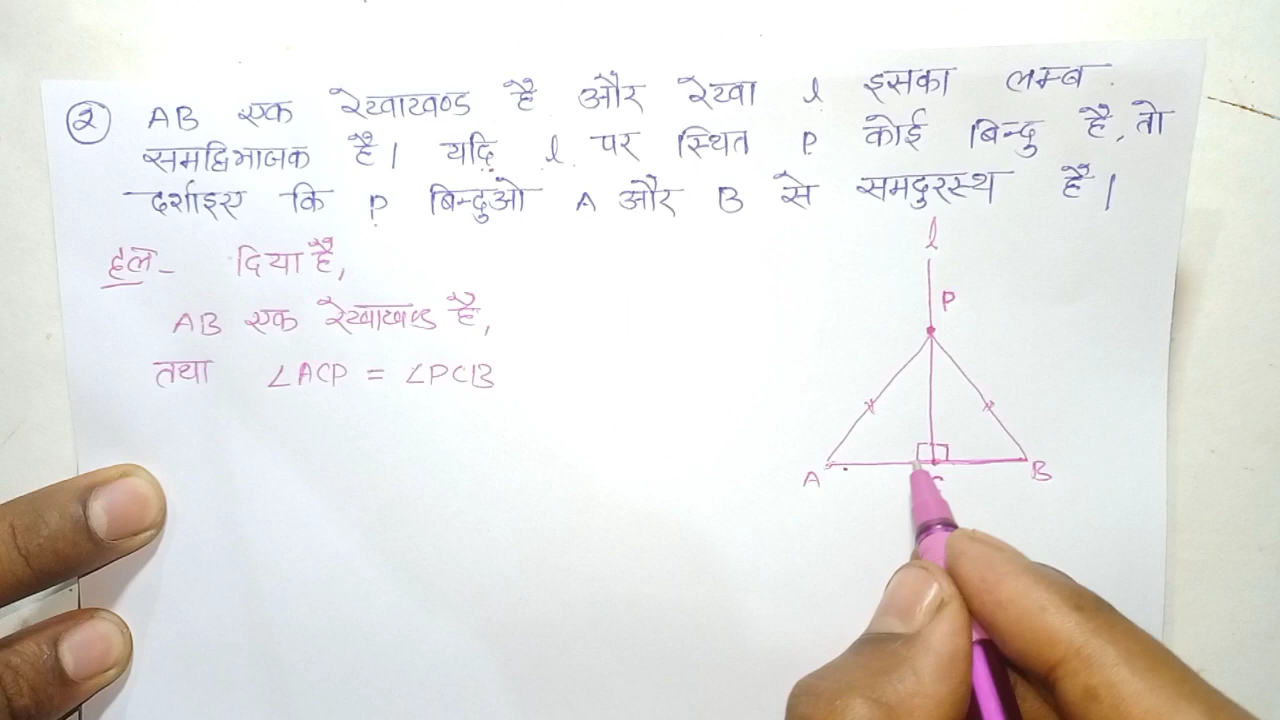 २ AB एक रेखाखण्ड है और रेखा l इसका लम्ब
समद्विभाजक है। यदि l पर स्थित P कोई बिन्दु है, तो
दर्शाइए कि P बिन्दुओ A और B से समदुरस्थ है।
हल- दिया है,
AB एक रेखाखण्ड है,
तथा ∠ACP = ∠PCB
l
P
A
B